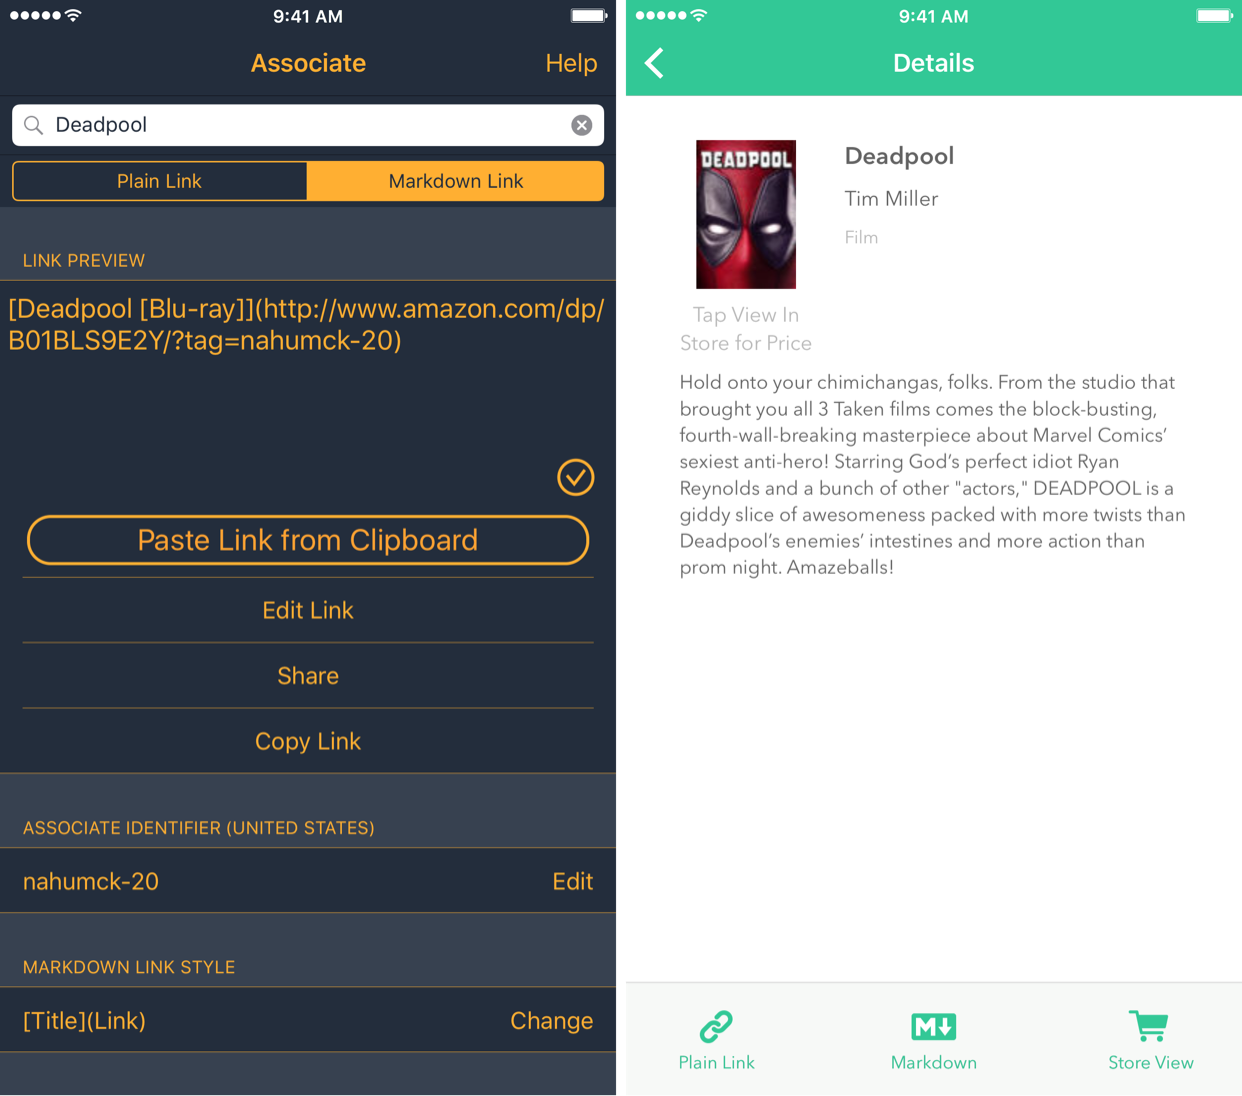 9:41 AM
Associate
Help
Deadpool
Plain Link
Markdown Link
LINK PREVIEW
[Deadpool [Blu-ray]](http://www.amazon.com/dp/
B01BLS9E2Y/?tag=nahumck-20)
Paste Link from Clipboard
Edit Link
Share
Copy Link
ASSOCIATE IDENTIFIER (UNITED STATES)
nahumck-20
Edit
MARKDOWN LINK STYLE
[Title](Link)
Change
9:41 AM
Details
DEADPOOL
Deadpool
Tim Miller
Film
Tap View In
Store for Price
Hold onto your chimichangas, folks. From the studio that
brought you all 3 Taken films comes the block-busting,
fourth-wall-breaking masterpiece about Marvel Comics’
sexiest anti-hero! Starring God’s perfect idiot Ryan
Reynolds and a bunch of other "actors," DEADPOOL is a
giddy slice of awesomeness packed with more twists than
Deadpool’s enemies’ intestines and more action than
prom night. Amazeballs!
M
Plain Link
Markdown
Store View